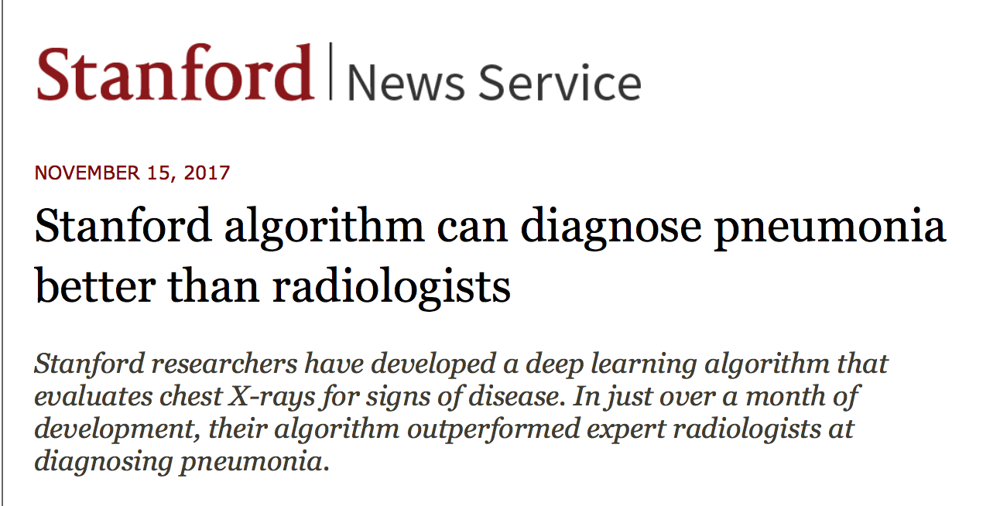 Stanford | News Service
NOVEMBER 15, 2017
Stanford algorithm can diagnose pneumonia
better than radiologists
Stanford researchers have developed a deep learning algorithm that
evaluates chest X-rays for signs of disease. In just over a month of
development, their algorithm outperformed expert radiologists at
diagnosing pneumonia.